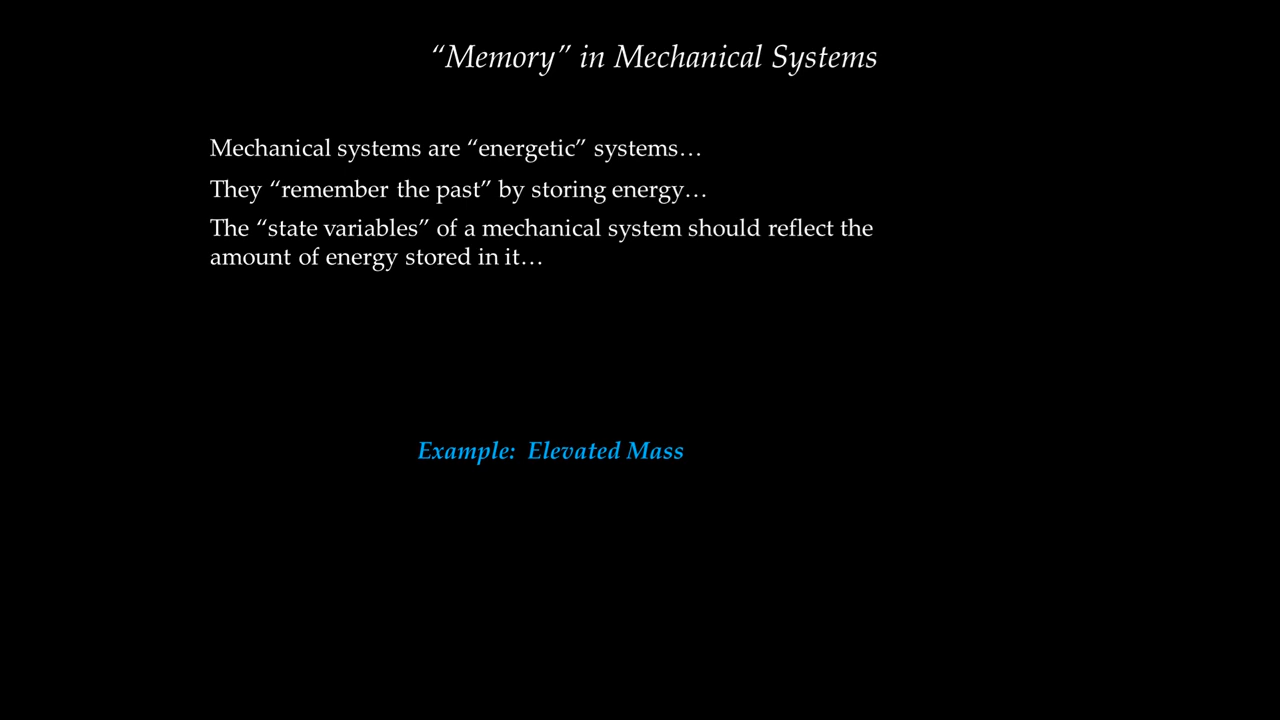 “Memory” in Mechanical Systems
Mechanical systems are “energetic” systems…
They “remember the past” by storing energy…
The “state variables” of a mechanical system should reflect the
amount of energy stored in it…
Example: Elevated Mass